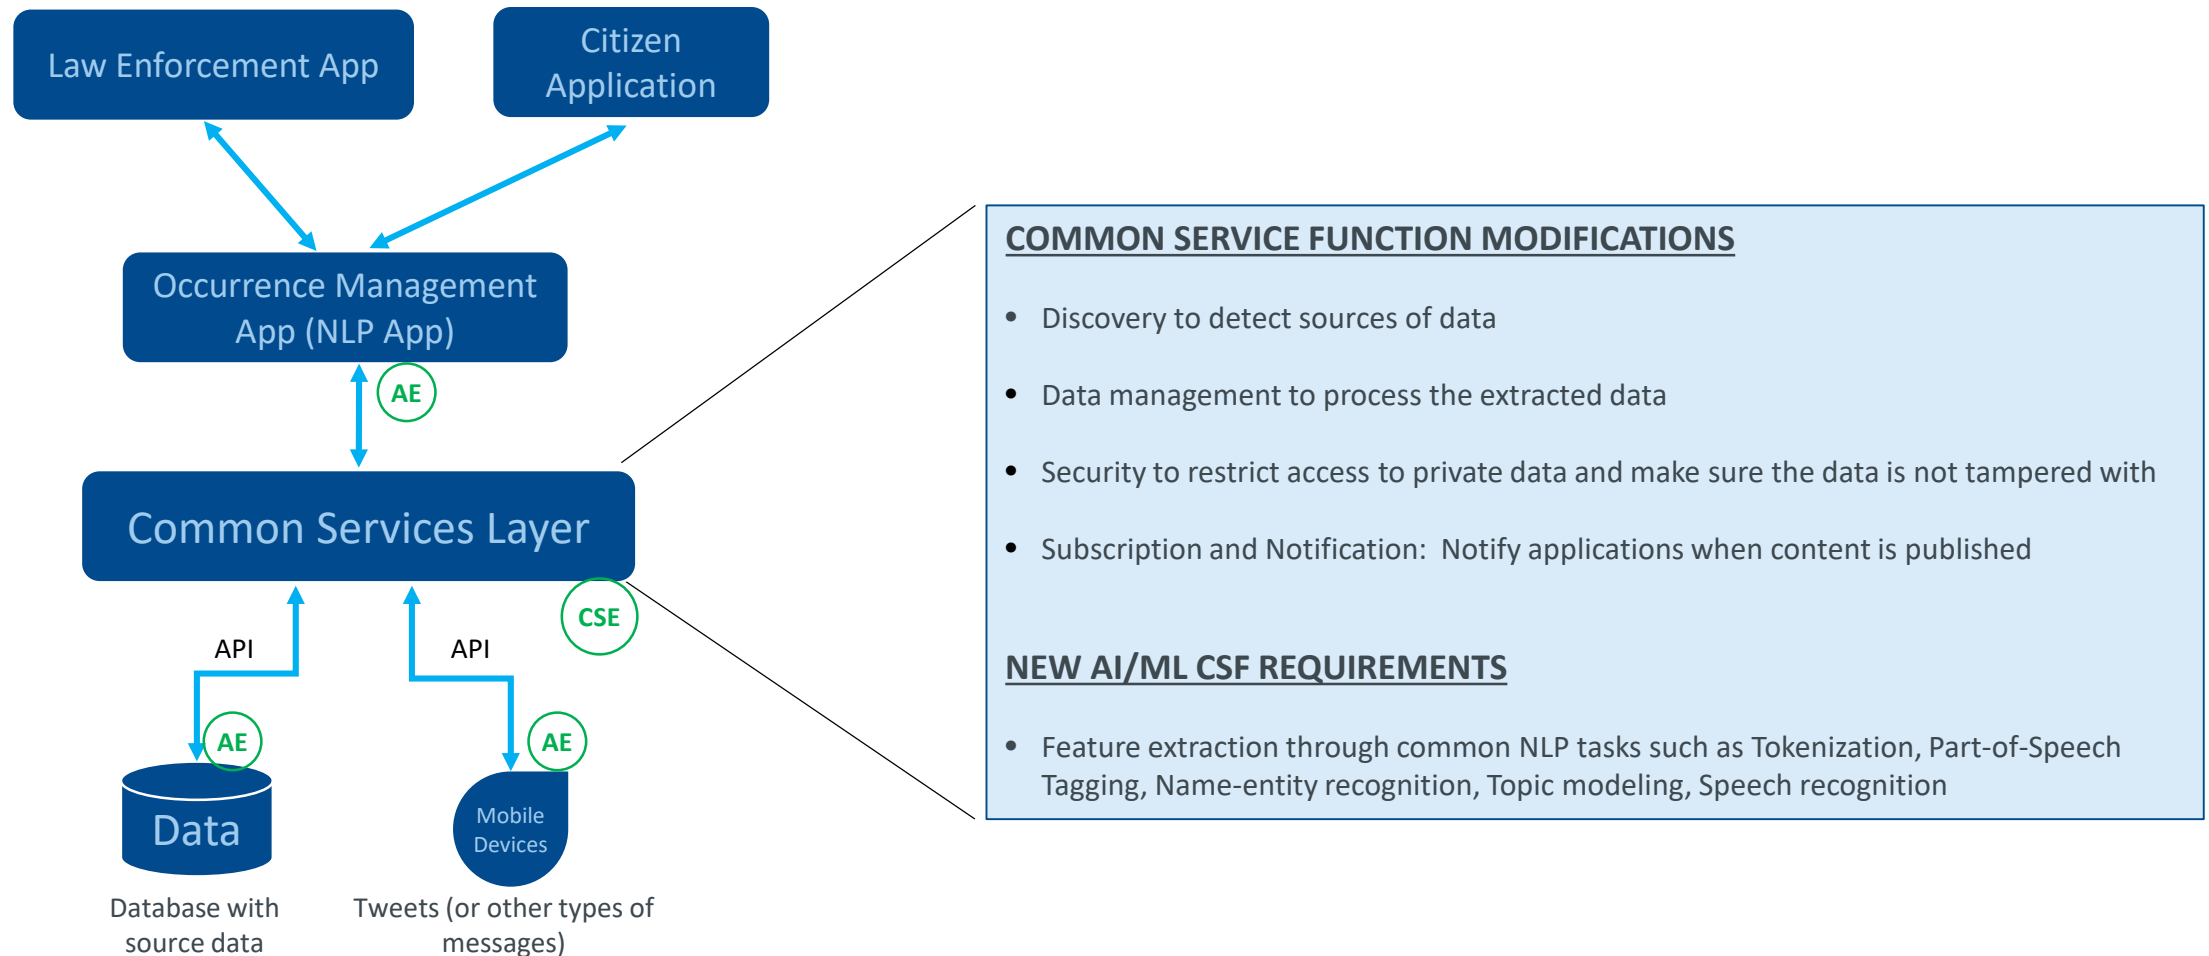 Law Enforcement App
Citizen
Application
Occurrence Management
App (NLP App)
AE
Common Services Layer
CSE
API
API
AE
AE
Data
Mobile
Devices
Database with
source data
Tweets (or other types of
messages)
COMMON SERVICE FUNCTION MODIFICATIONS
• Discovery to detect sources of data
• Data management to process the extracted data
• Security to restrict access to private data and make sure the data is not tampered with
• Subscription and Notification: Notify applications when content is published
NEW AI/ML CSF REQUIREMENTS
• Feature extraction through common NLP tasks such as Tokenization, Part-of-Speech
Tagging, Name-entity recognition, Topic modeling, Speech recognition